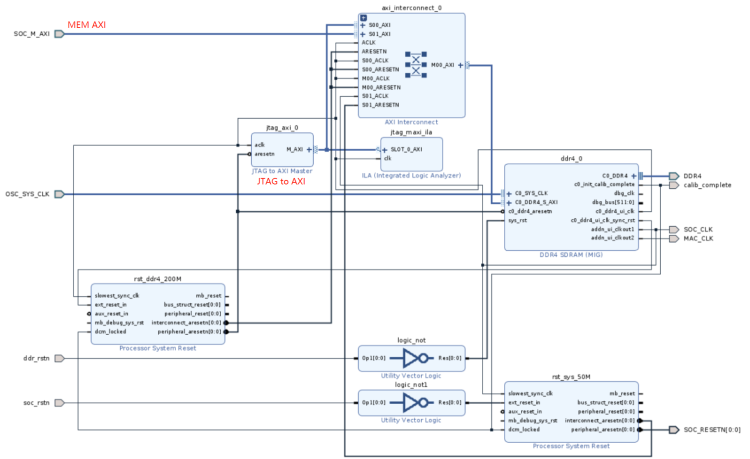 axi_interconnect_0
MEM AXI
SOC_M_AXI
S00_AXI
S01_AXI
ACLK
ARESETN
S00_ACLK
S00_ARESETN
M00_ACLK
M00_ARESETN
S01_ACLK
S01_ARESETN
M00_AXI
AXI Interconnect
jtag_axi_0
aclk
aresetn
M_AXI
JTAG to AXI Master
JTAG to AXI
jtag_maxi_ila
SLOT_0_AXI
clk
ILA (Integrated Logic Analyzer)
OSC_SYS_CLK
ddr4_0
C0_SYS_CLK
C0_DDR4_S_AXI
c0_ddr4_aresetn
sys_rst
C0_DDR4
c0_init_calib_complete
dbg_clk
dbg_bus[511:0]
c0_ddr4_ui_clk
c0_ddr4_ui_clk_sync_rst
addn_ui_clkout1
addn_ui_clkout2
DDR4 SDRAM (MIG)
DDR4
calib_complete
SOC_CLK
MAC_CLK
rst_ddr4_200M
slowest_sync_clk
ext_reset_in
aux_reset_in
mb_debug_sys_rst
dcm_locked
mb_reset
bus_struct_reset[0:0]
peripheral_reset[0:0]
interconnect_aresetn[0:0]
peripheral_aresetn[0:0]
Processor System Reset
logic_not
ddr_rstn
Op1[0:0]
Res[0:0]
Utility Vector Logic
logic_not1
soc_rstn
Op1[0:0]
Res[0:0]
Utility Vector Logic
rst_sys_50M
slowest_sync_clk
ext_reset_in
aux_reset_in
mb_debug_sys_rst
dcm_locked
mb_reset
bus_struct_reset[0:0]
peripheral_reset[0:0]
interconnect_aresetn[0:0]
peripheral_aresetn[0:0]
Processor System Reset
SOC_RESETN[0:0]